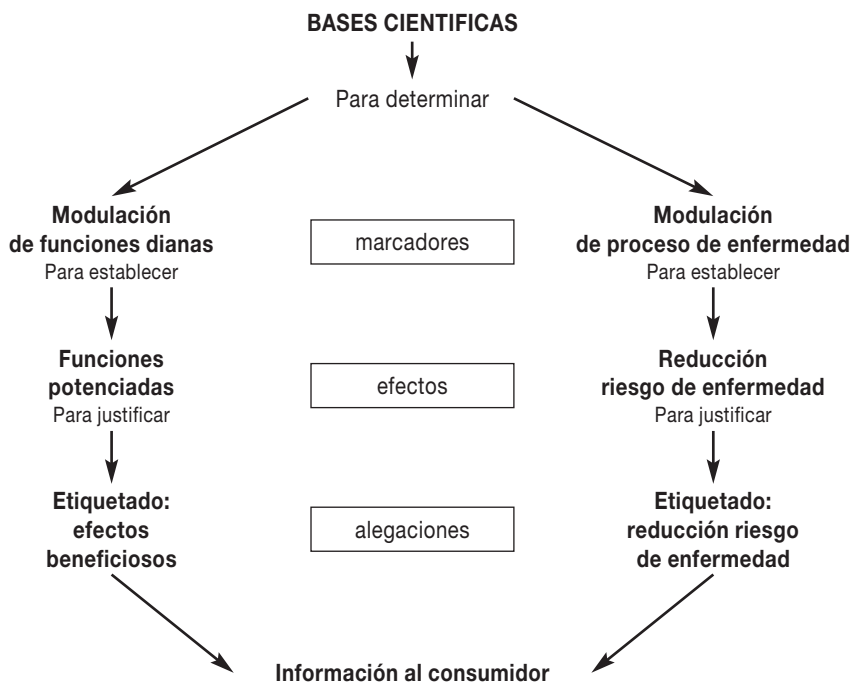 BASES CIENTIFICAS
Para determinar
Modulación
de funciones dianas
Para establecer
marcadores
Modulación
de proceso de enfermedad
Para establecer
Funciones
potenciadas
Para justificar
efectos
Reducción
riesgo de enfermedad
Para justificar
Etiquetado:
efectos
beneficiosos
alegaciones
Etiquetado:
reducción riesgo
de enfermedad
Información al consumidor